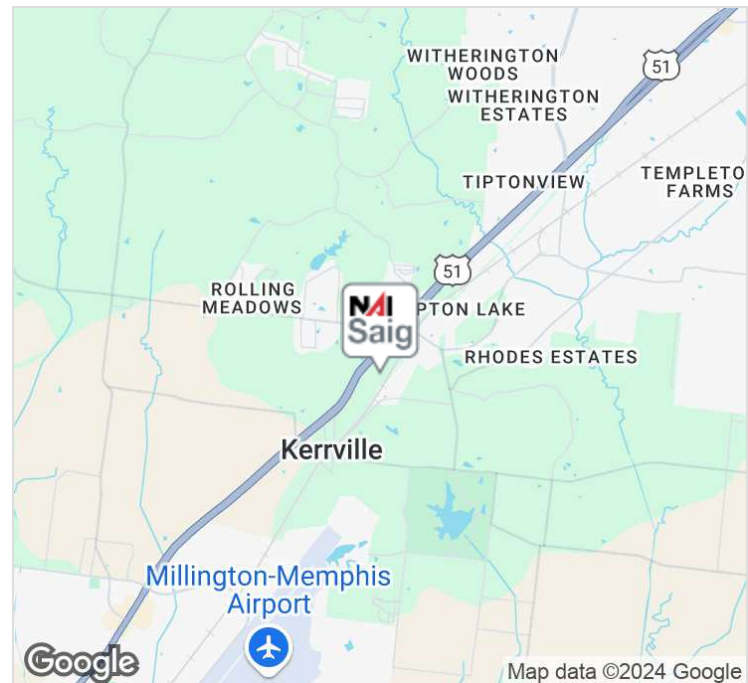 WITHERINGTON
WOODS
51
WITHERINGTON
ESTATES
TIPTONVIEW
TEMPLETO
FARMS
51
ROLLING
MEADOWS
NAI
Saig
PTON LAKE
RHODES ESTATES
Kerrville
Millington-Memphis
Airport
Google
Map data ©2024 Google